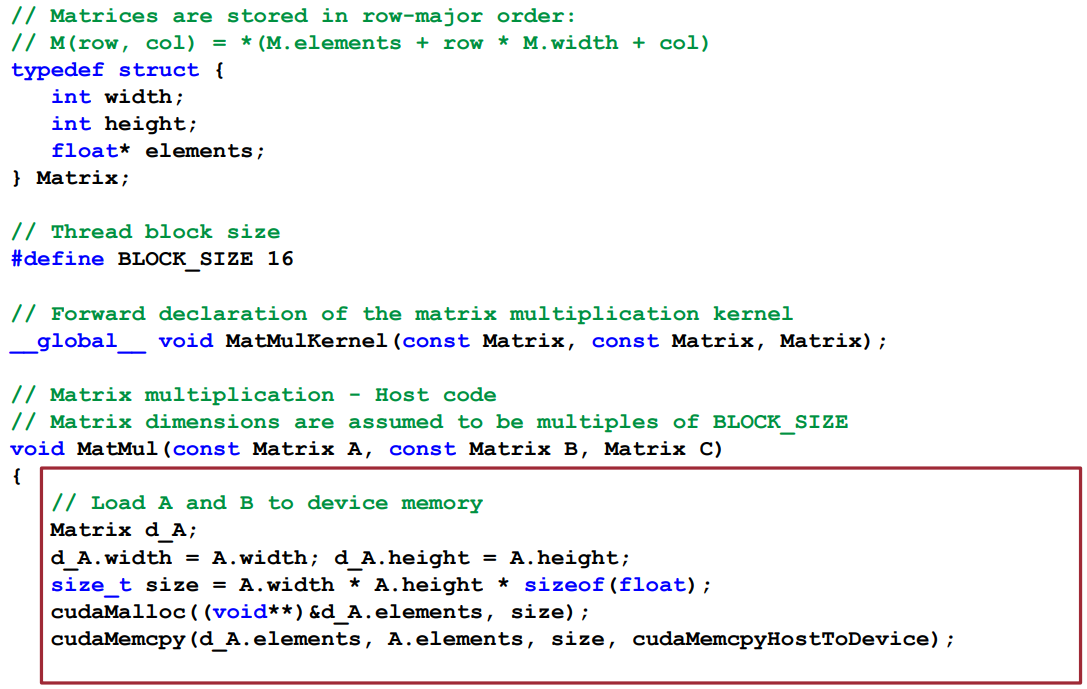 // Matrices are stored in row-major order:
// M(row, col) = *(M.elements + row * M.width + col)
typedef struct {
int width;
int height;
float* elements;
} Matrix;
// Thread block size
#define BLOCK_SIZE 16
// Forward declaration of the matrix multiplication kernel
__global__ void MatMulKernel(const Matrix, const Matrix, Matrix);
// Matrix multiplication - Host code
// Matrix dimensions are assumed to be multiples of BLOCK_SIZE
void MatMul(const Matrix A, const Matrix B, Matrix C)
{
// Load A and B to device memory
Matrix d_A;
d_A.width = A.width; d_A.height = A.height;
size_t size = A.width * A.height * sizeof(float);
cudaMalloc((void**)&d_A.elements, size);
cudaMemcpy(d_A.elements, A.elements, size, cudaMemcpyHostToDevice);